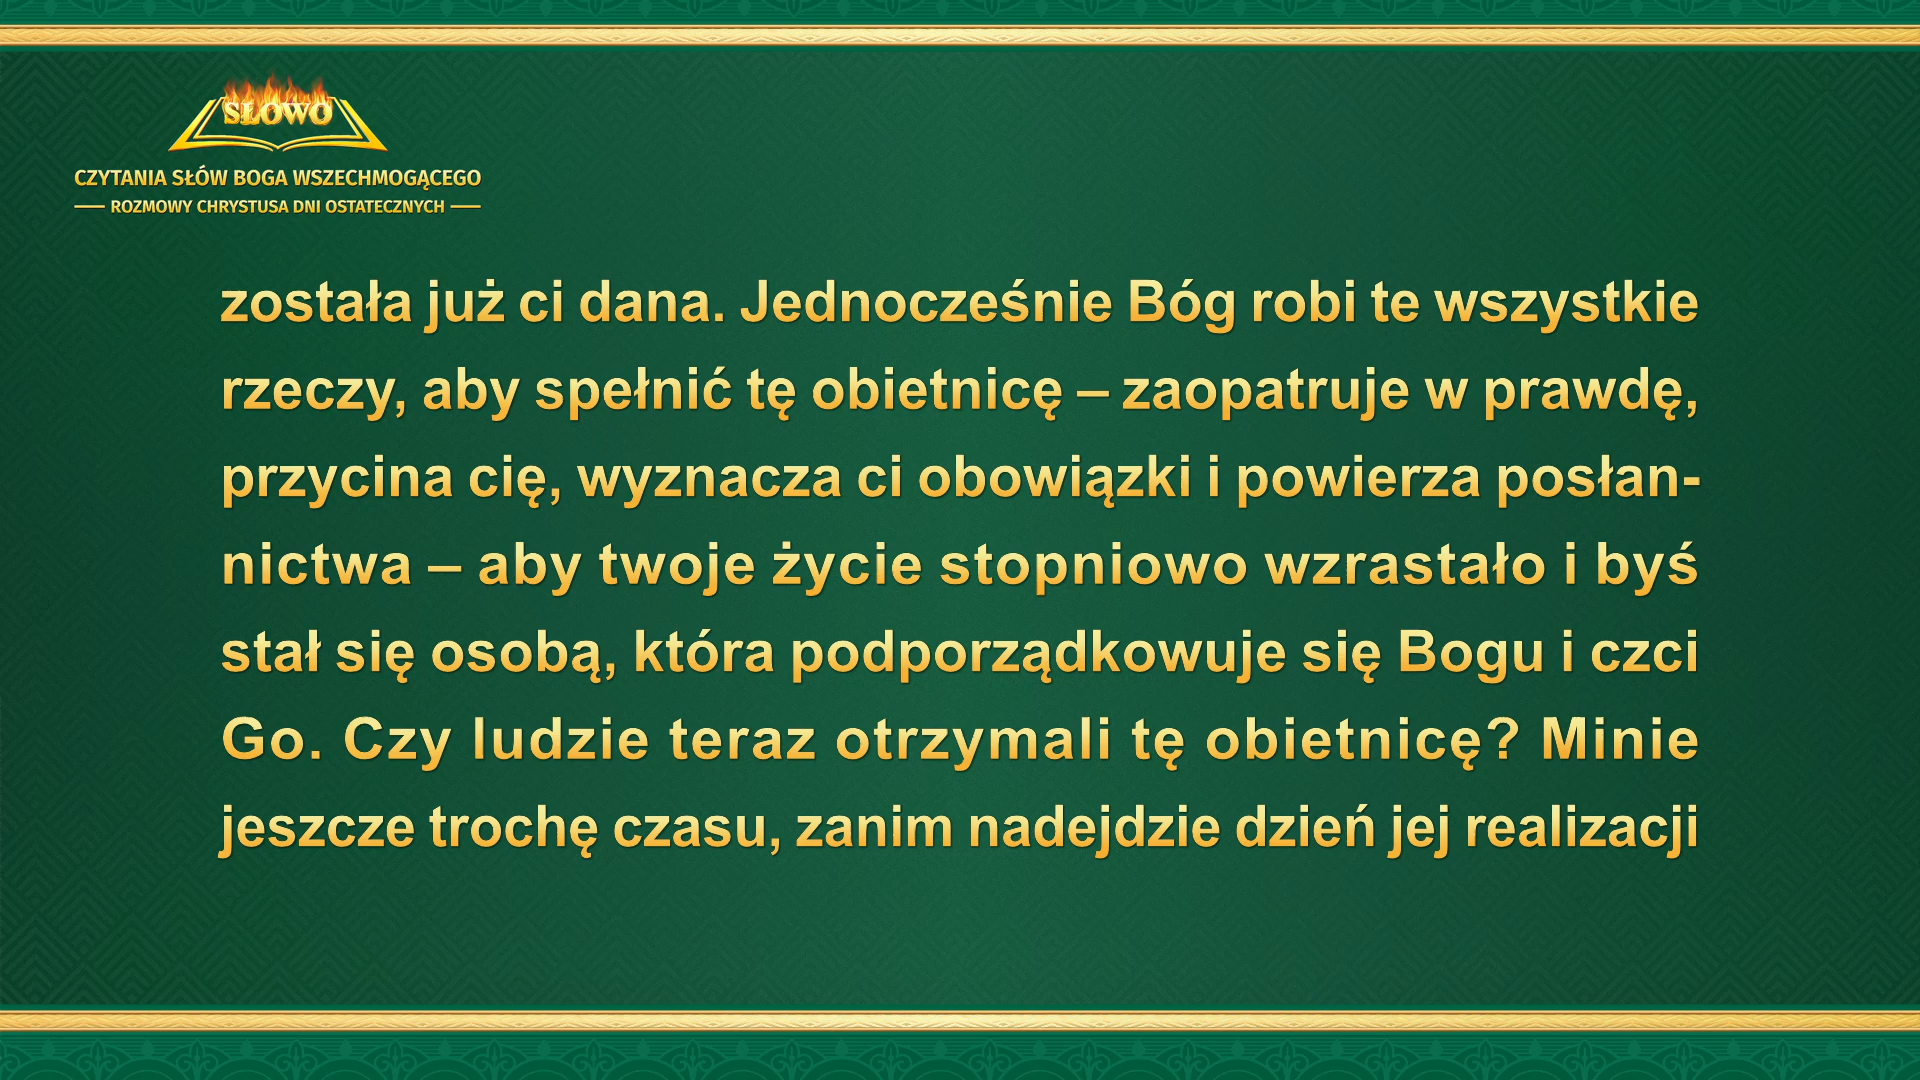 SŁOWO
CZYTANIA SŁÓW BOGA WSZECHMOGĄCEGO
ROZMOWY CHRYSTUSA DNI OSTATECZNYCH
została już ci dana. Jednocześnie Bóg robi te wszystkie
rzeczy, aby spełnić tę obietnicę – zaopatruje w prawdę,
przycina cię, wyznacza ci obowiązki i powierza posłan-
nictwa – aby twoje życie stopniowo wzrastało i byś
stał się osobą, która podporządkowuje się Bogu i czci
Go. Czy ludzie teraz otrzymali tę obietnicę? Minie
jeszcze trochę czasu, zanim nadejdzie dzień jej realizacji